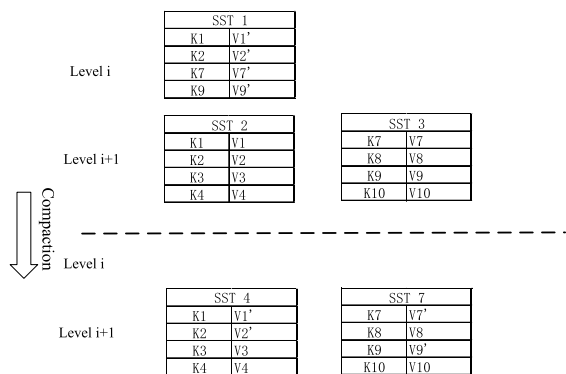 SST 1
K1 V1'
K2 V2'
Level i
K7 V7'
K9 V9'
SST 2
K1 V1
K2 V2
K3 V3
K4 V4
SST 3
K7 V7
K8 V8
K9 V9
K10 V10
Level i+1
Compaction
Level i
SST 4
K1 V1'
K2 V2'
K3 V3
K4 V4
SST 7
K7 V7'
K8 V8
K9 V9'
K10 V10
Level i+1